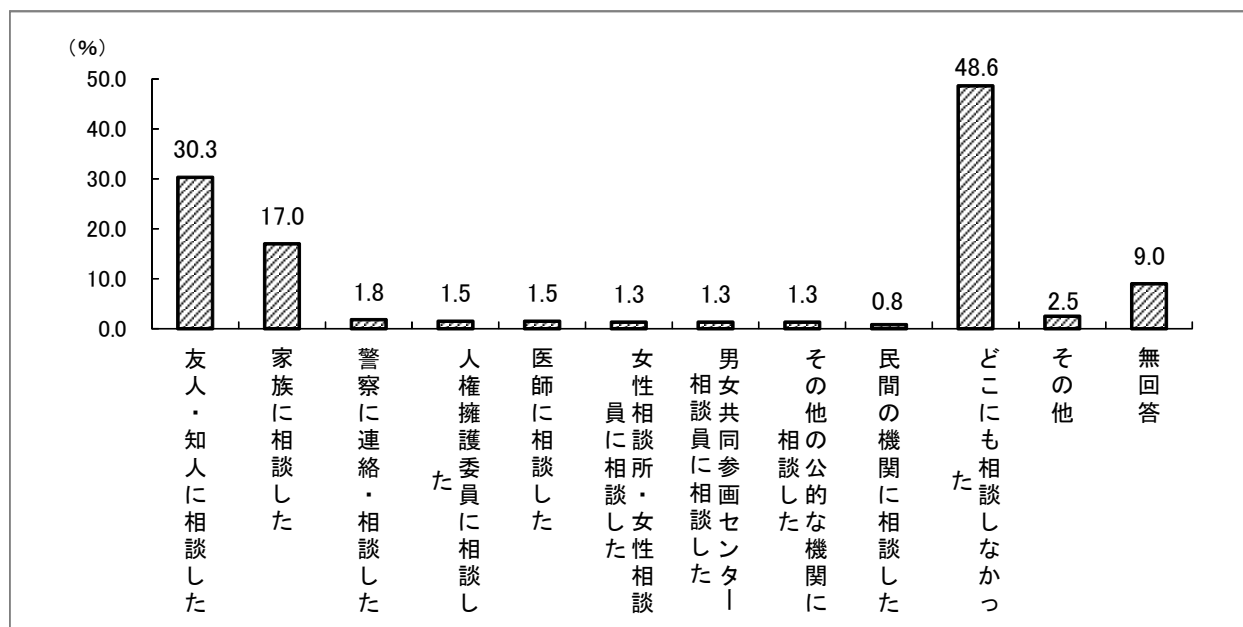 （％）
50.0
40.0
30.0
20.0
10.0
0.0
30.3
17.0
1.8
1.5
1.5
1.3
1.3
1.3
0.8
48.6
2.5
9.0
友人・知人に相談した
家族に相談した
警察に連絡・相談した
人権擁護委員に相談し
た
医師に相談した
女性相談所・女性相談
員に相談した
男女共同参画センター
相談員に相談した
その他の公的な機関に
相談した
民間の機関に相談した
どこにも相談しなかっ
た
その他
無回答